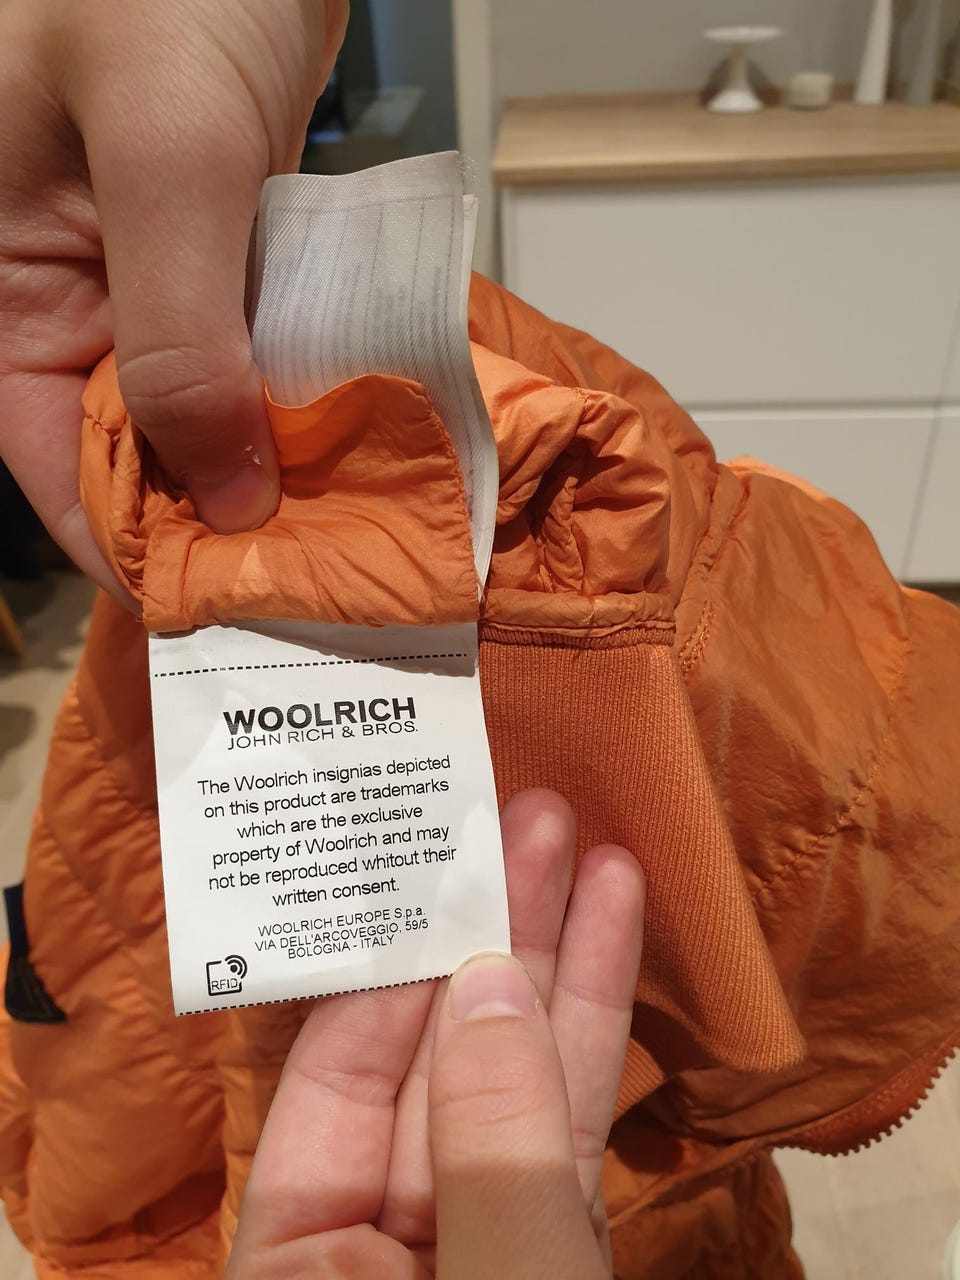 WOOLRICH
JOHN RICH & BROS.
The Woolrich insignias depicted
on this product are trademarks
which are the exclusive
property of Woolrich and may
not be reproduced whitout their
written consent.
WOOLRICH EUROPE S.p.a.
VIA DELL'ARCOVEGGIO, 59/5
BOLOGNA - ITALY
RFID